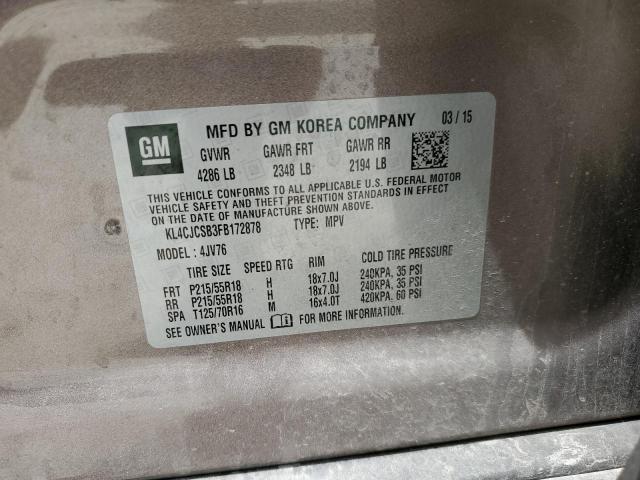 GM MFD BY GM KOREA COMPANY 03 / 15
GVWR GAWR FRT GAWR RR
4286 LB 2348 LB 2194 LB
THIS VEHICLE CONFORMS TO ALL APPLICABLE U.S. FEDERAL MOTOR
VEHICLE SAFETY AND THEFT PREVENTION STANDARDS IN EFFECT
ON THE DATE OF MANUFACTURE SHOWN ABOVE.
KL4CJCSB3FB172878 TYPE: MPV
MODEL: 4JV76
TIRE SIZE SPEED RTG RIM COLD TIRE PRESSURE
FRT P215/55R18 H 18x7.0J 240KPA, 35 PSI
RR P215/55R18 H 18x7.0J 240KPA, 35 PSI
SPA T125/70R16 M 16x4.0T 420KPA, 60 PSI
SEE OWNER'S MANUAL FOR MORE INFORMATION.